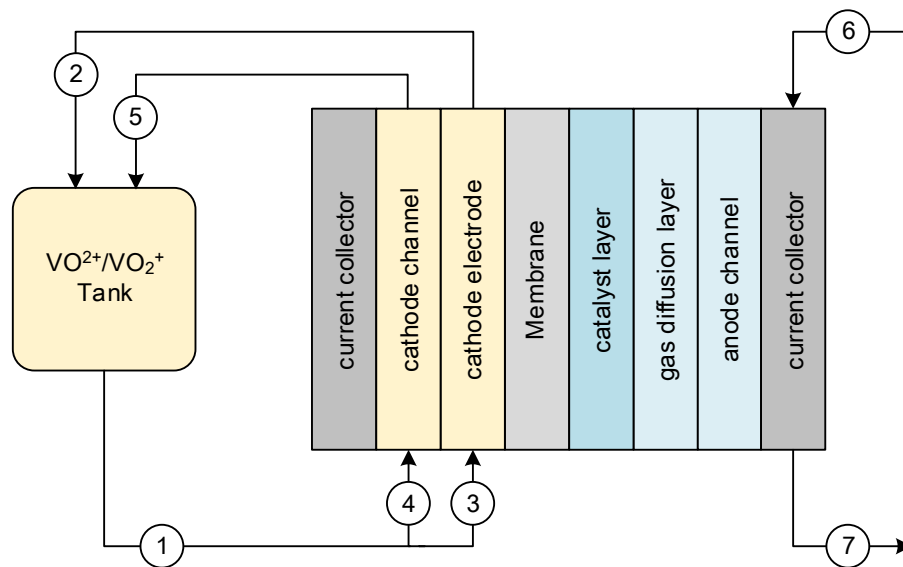 6
2
5
VO²⁺/VO₂⁺
Tank
current collector
cathode channel
cathode electrode
Membrane
catalyst layer
gas diffusion layer
anode channel
current collector
4
3
1
7